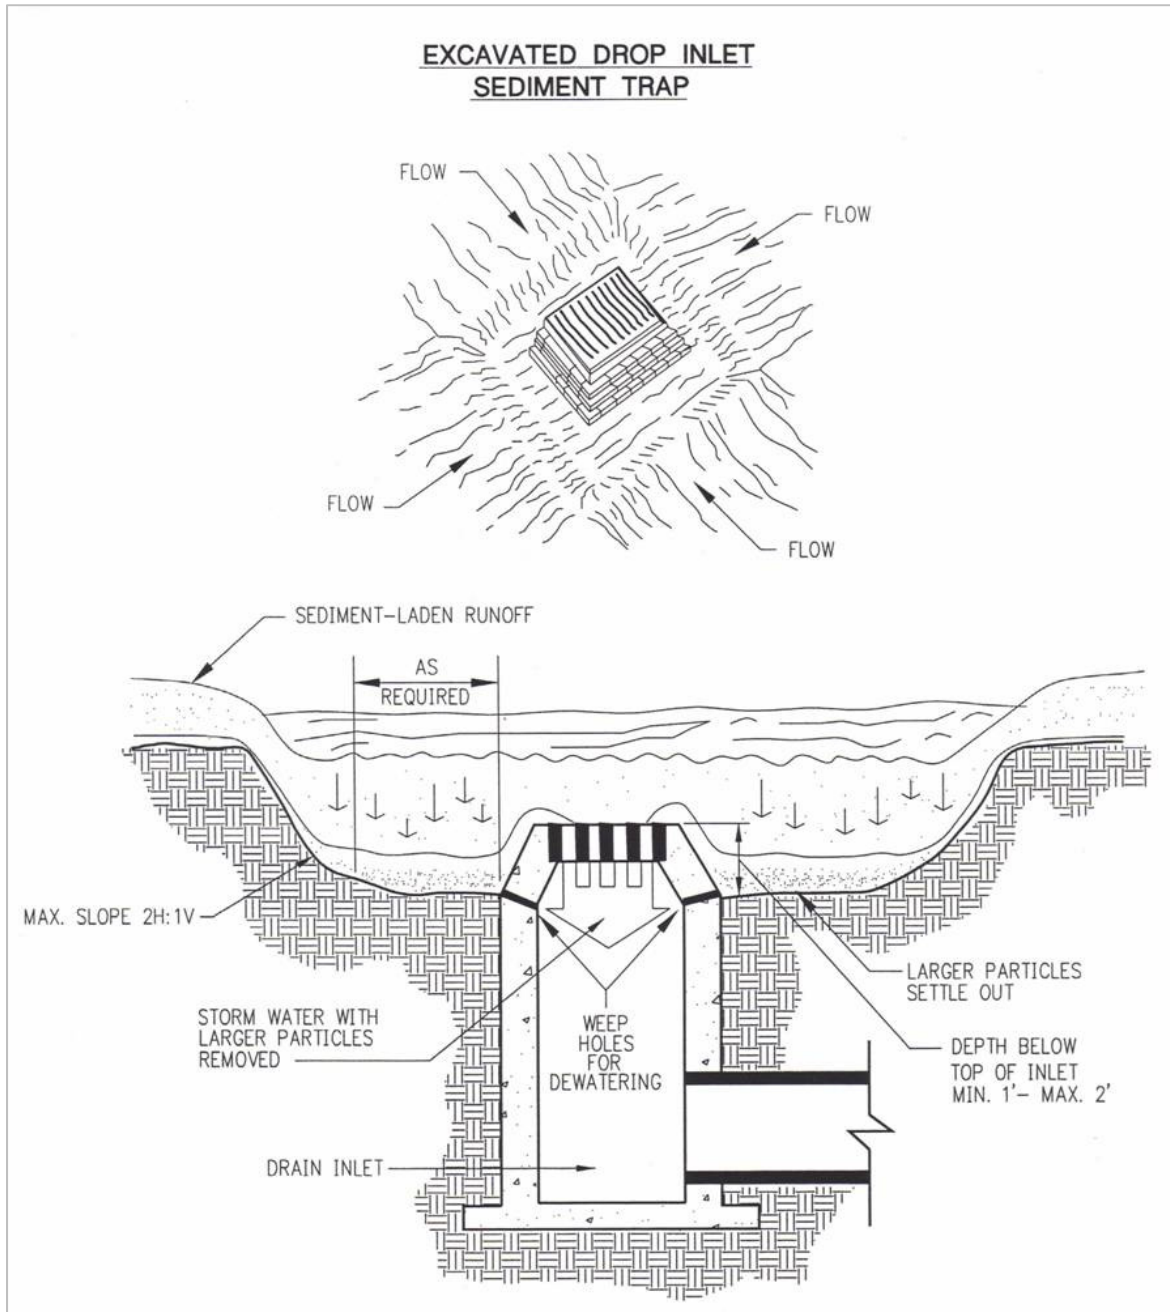 EXCAVATED DROP INLET
SEDIMENT TRAP
FLOW
FLOW
FLOW
FLOW
SEDIMENT-LADEN RUNOFF
AS
REQUIRED
MAX. SLOPE 2H:1V
LARGER PARTICLES
SETTLE OUT
STORM WATER WITH
LARGER PARTICLES
REMOVED
WEEP
HOLES
FOR
DEWATERING
DEPTH BELOW
TOP OF INLET
MIN. 1'- MAX. 2'
DRAIN INLET